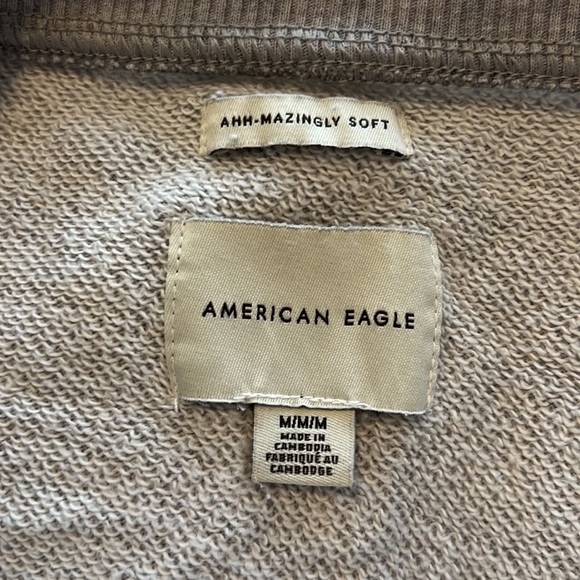 AHH-MAZINGLY SOFT
AMERICAN EAGLE
M/M/M
MADE IN
CAMBODIA
FABRIQUÉ AU
CAMBODGE